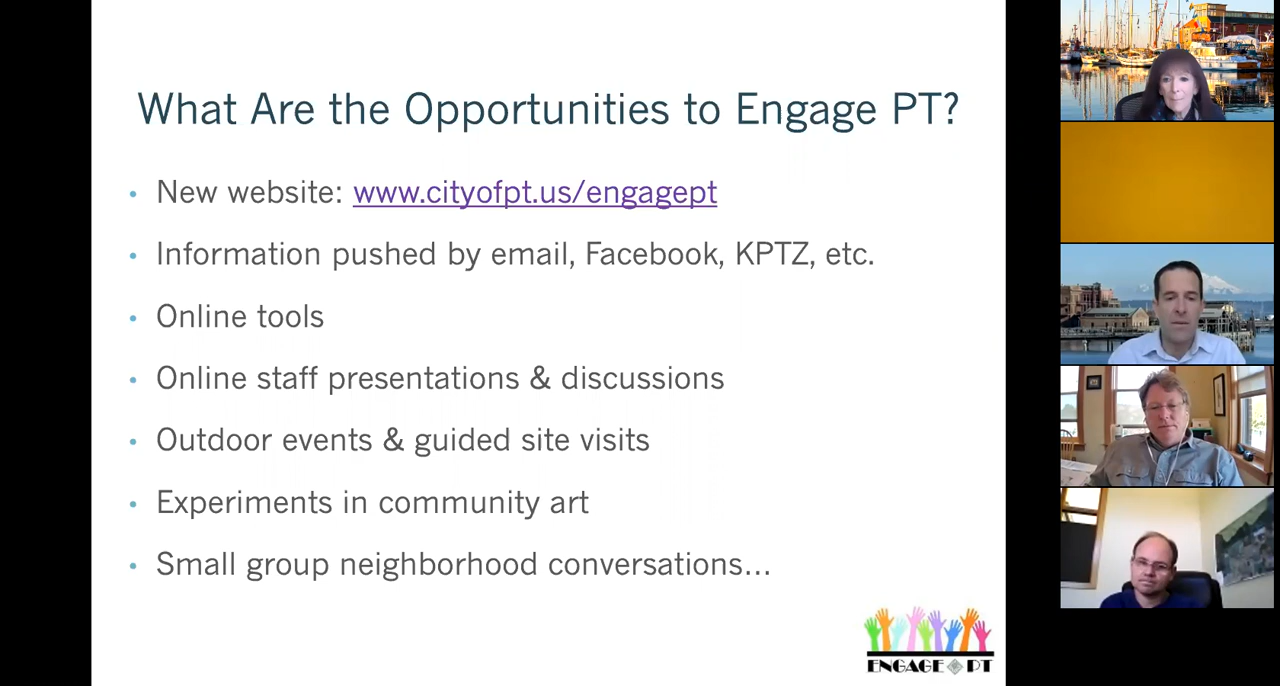 What Are the Opportunities to Engage PT?
• New website: www.cityofpt.us/engagept
• Information pushed by email, Facebook, KPTZ, etc.
• Online tools
• Online staff presentations & discussions
• Outdoor events & guided site visits
• Experiments in community art
• Small group neighborhood conversations...
ENGAGE PT